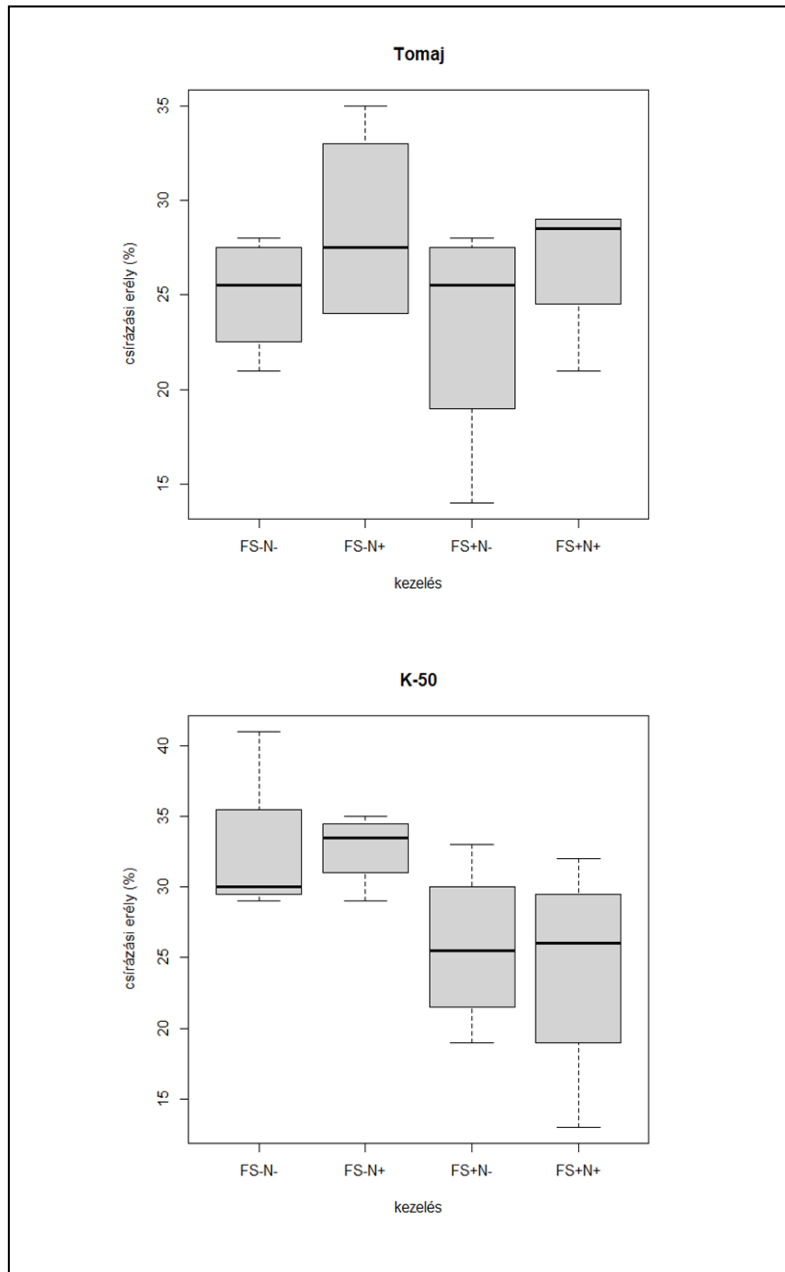 Tomaj
35
30
25
20
15
csírázási erély (%)
FS-N- FS-N+ FS+N- FS+N+
kezelés
K-50
40
35
30
25
20
15
csírázási erély (%)
FS-N- FS-N+ FS+N- FS+N+
kezelés